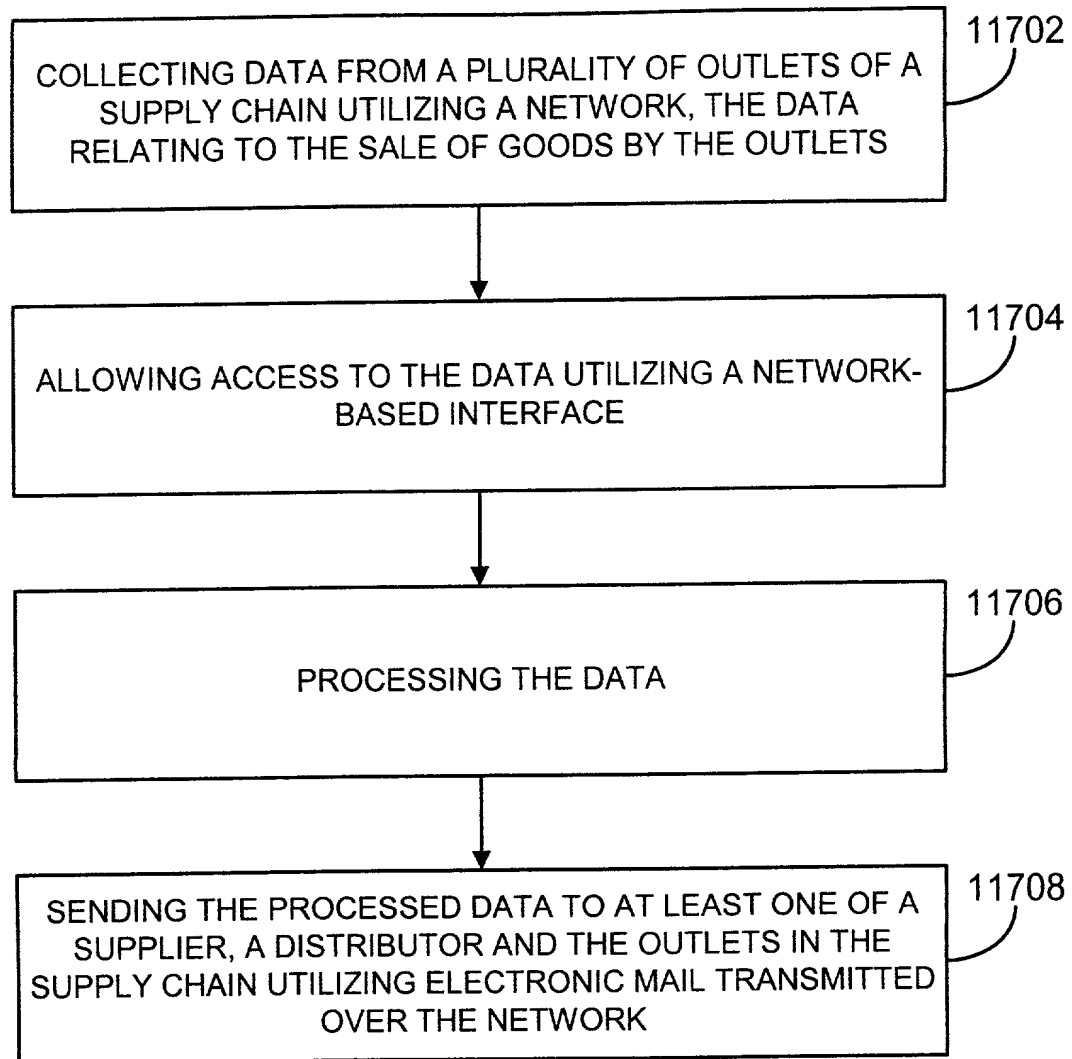 11702
COLLECTING DATA FROM A PLURALITY OF OUTLETS OF A
SUPPLY CHAIN UTILIZING A NETWORK, THE DATA
RELATING TO THE SALE OF GOODS BY THE OUTLETS
11704
ALLOWING ACCESS TO THE DATA UTILIZING A NETWORK-
BASED INTERFACE
11706
PROCESSING THE DATA
11708
SENDING THE PROCESSED DATA TO AT LEAST ONE OF A
SUPPLIER, A DISTRIBUTOR AND THE OUTLETS IN THE
SUPPLY CHAIN UTILIZING ELECTRONIC MAIL TRANSMITTED
OVER THE NETWORK